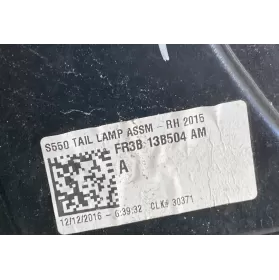 S550 TAIL LAMP ASSM - RH 2015
FR3B 13B504 AM
A
12/12/2016 - 6:39:32 CLK# 30371